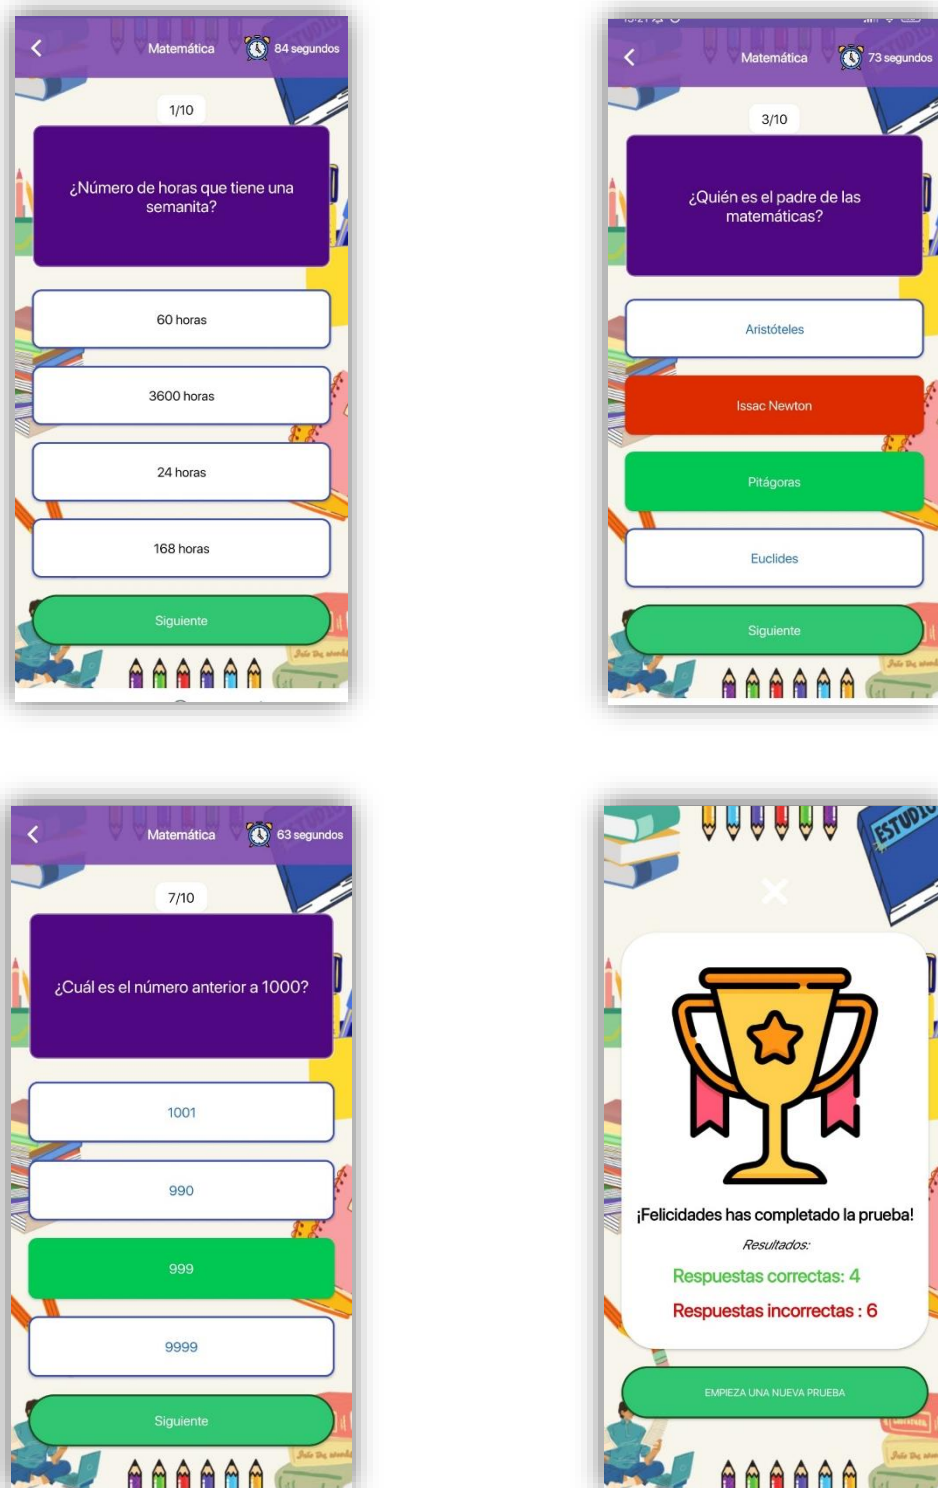 Matemática
84 segundos
1/10
¿Número de horas que tiene una
semanita?
60 horas
3600 horas
24 horas
168 horas
Siguiente
Matemática
73 segundos
3/10
¿Quién es el padre de las
matemáticas?
Aristóteles
Issac Newton
Pitágoras
Euclides
Siguiente
Matemática
63 segundos
7/10
¿Cuál es el número anterior a 1000?
1001
990
999
9999
Siguiente
ESTUDIO
¡Felicidades has completado la prueba!
Resultados:
Respuestas correctas: 4
Respuestas incorrectas : 6
EMPIEZA UNA NUEVA PRUEBA